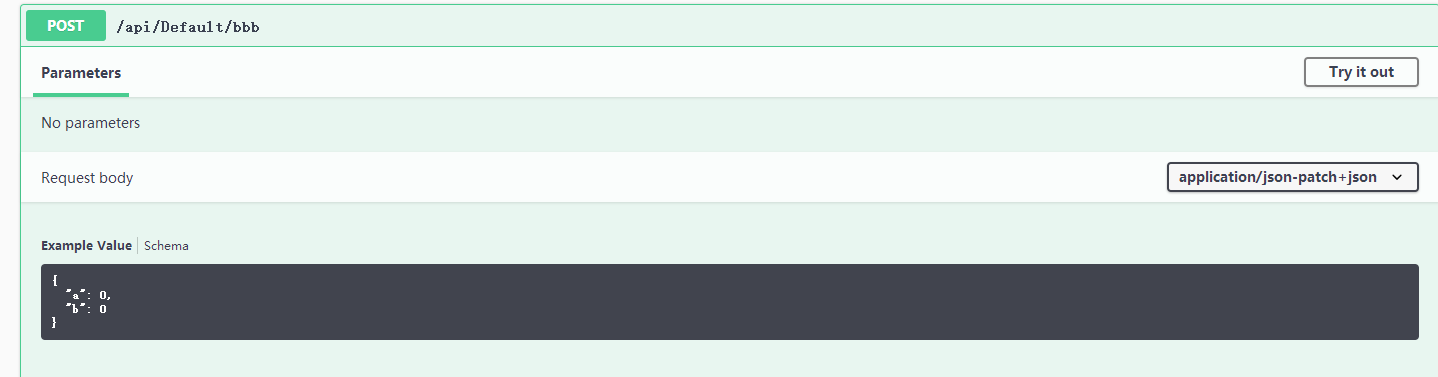 POST /api/Default/bbb
Parameters Try it out
No parameters
Request body application/json-patch+json
Example Value Schema
{
"a": 0,
"b": 0
}